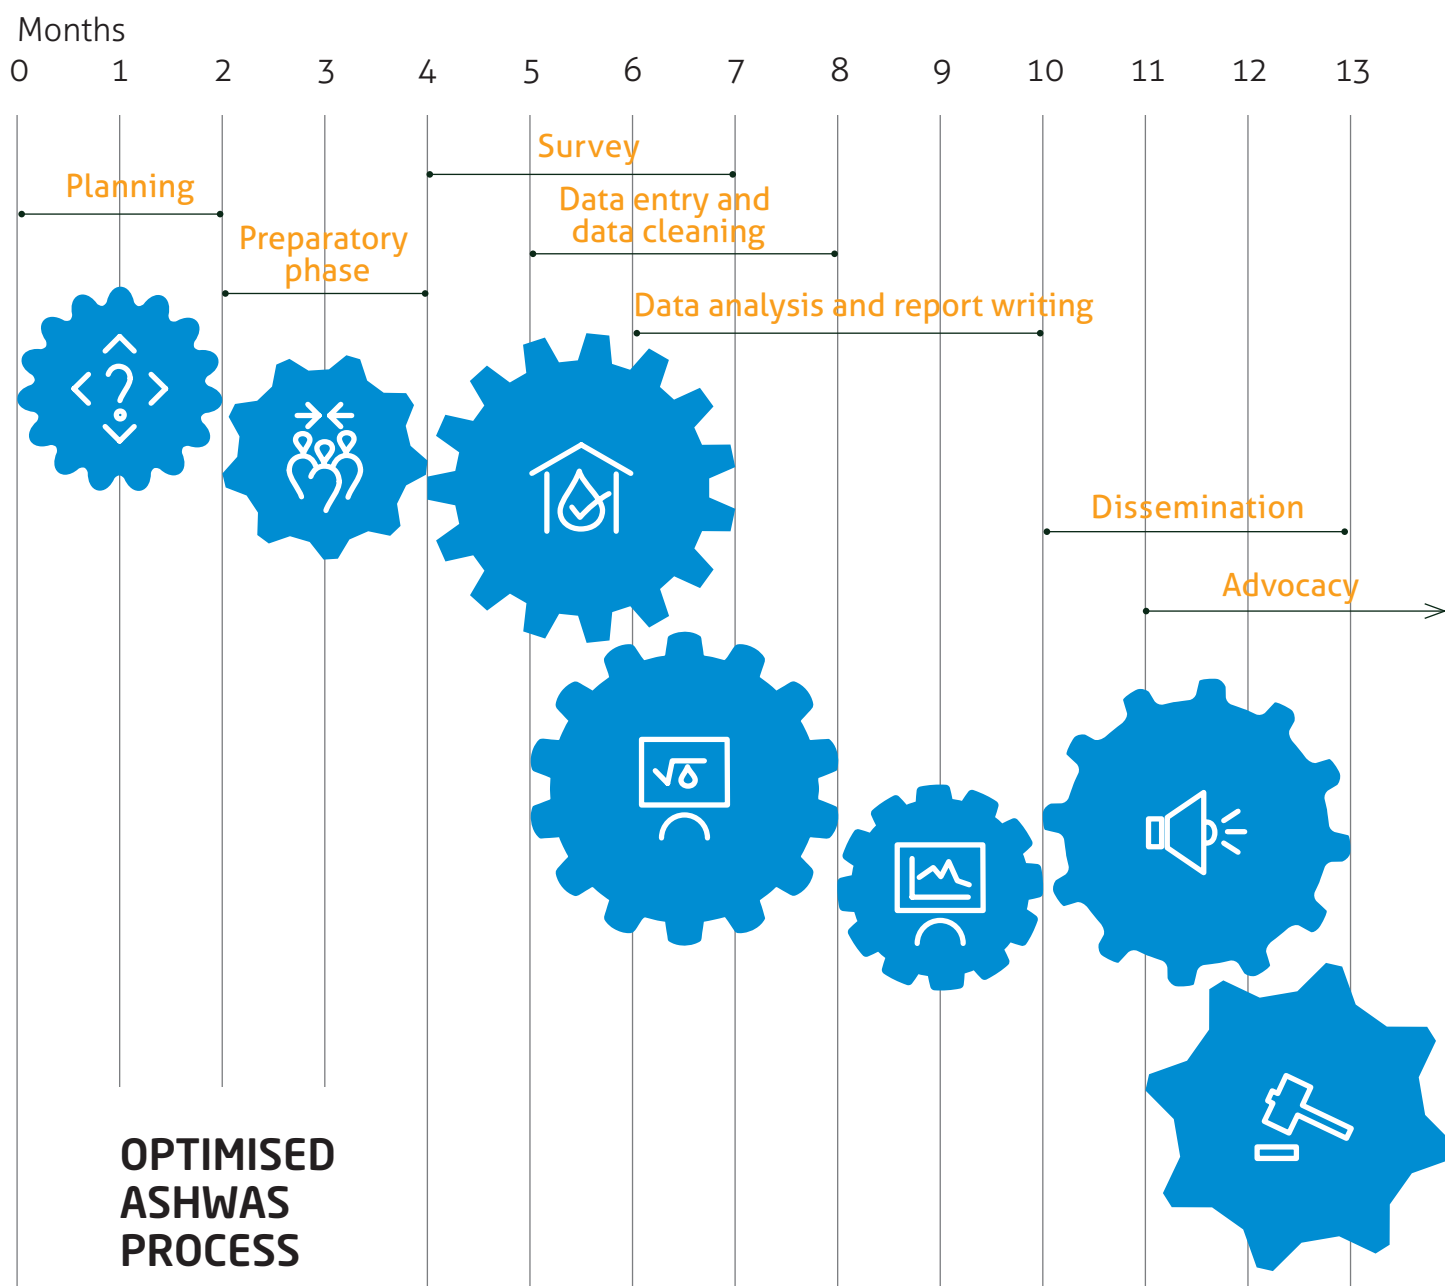 Months
0 1 2 3 4 5 6 7 8 9 10 11 12 13
Survey
Planning
Data entry and
data cleaning
Preparatory
phase
Data analysis and report writing
Dissemination
Advocacy
?
OPTIMISED
ASHWAS
PROCESS